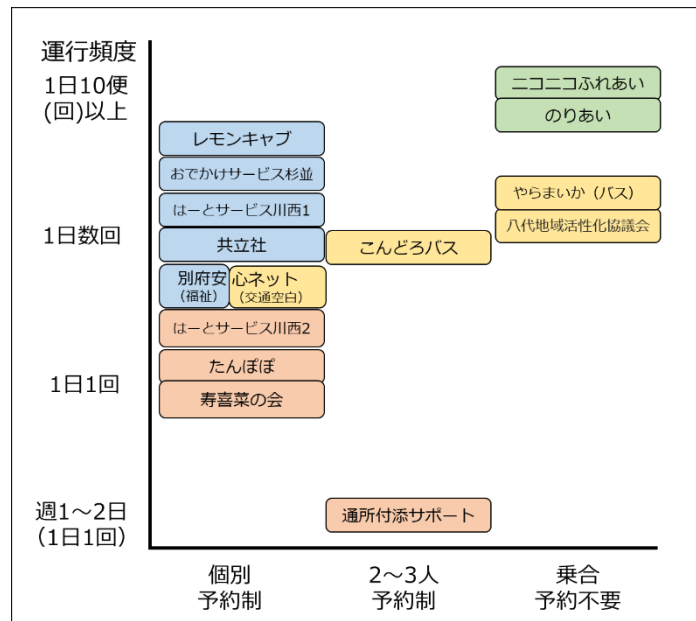 運行頻度
1日10便
(回)以上
ニコニコふれあい
のりあい
レモンキャブ
おでかけサービス杉並
はーとサービス川西1
やらまいか（バス）
八代地域活性化協議会
1日数回
共立社
こんどろバス
別府安心ネット
(福祉)
(交通空白)
はーとサービス川西2
たんぽぽ
1日1回
寿喜菜の会
週1～2日
（1日1回）
通所付添サポート
個別
予約制
2～3人
予約制
乗合
予約不要